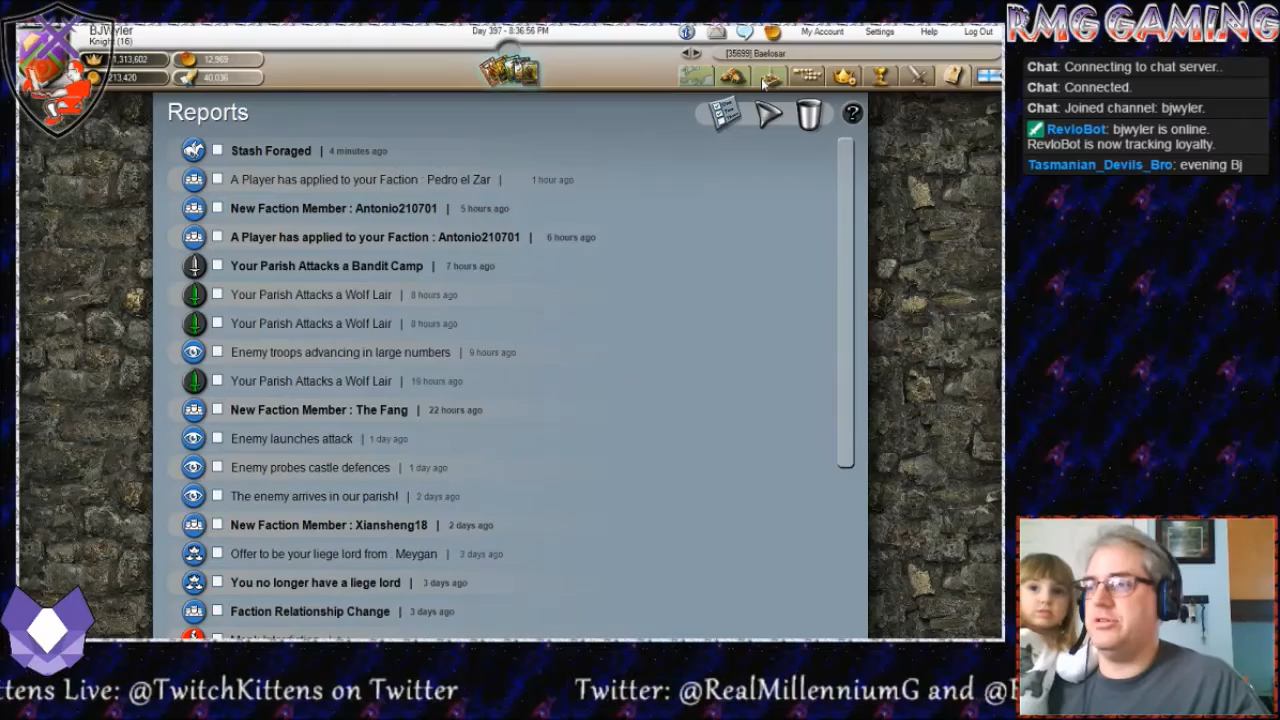 BJWyler
Knight (16)
1,313,602
12,969
213,420
40,036
Day 397 - 8:36:56 PM
My Account
Settings
Help
Log Out
[35699] Baelosar
Reports
?
Stash Foraged | 4 minutes ago
A Player has applied to your Faction : Pedro el Zar | 1 hour ago
New Faction Member : Antonio210701 | 5 hours ago
A Player has applied to your Faction : Antonio210701 | 6 hours ago
Your Parish Attacks a Bandit Camp | 7 hours ago
Your Parish Attacks a Wolf Lair | 8 hours ago
Your Parish Attacks a Wolf Lair | 8 hours ago
Enemy troops advancing in large numbers | 9 hours ago
Your Parish Attacks a Wolf Lair | 19 hours ago
New Faction Member : The Fang | 22 hours ago
Enemy launches attack | 1 day ago
Enemy probes castle defences | 1 day ago
The enemy arrives in our parish! | 2 days ago
New Faction Member : Xiansheng18 | 2 days ago
Offer to be your liege lord from Meygan | 3 days ago
You no longer have a liege lord | 3 days ago
Faction Relationship Change | 3 days ago
RMG GAMING
Chat: Connecting to chat server..
Chat: Connected.
Chat: Joined channel: bjwyler.
RevloBot: bjwyler is online.
RevloBot is now tracking loyalty.
Tasmanian_Devils_Bro: evening Bj
ttens Live: @TwitchKittens on Twitter
Twitter: @RealMillenniumG and @